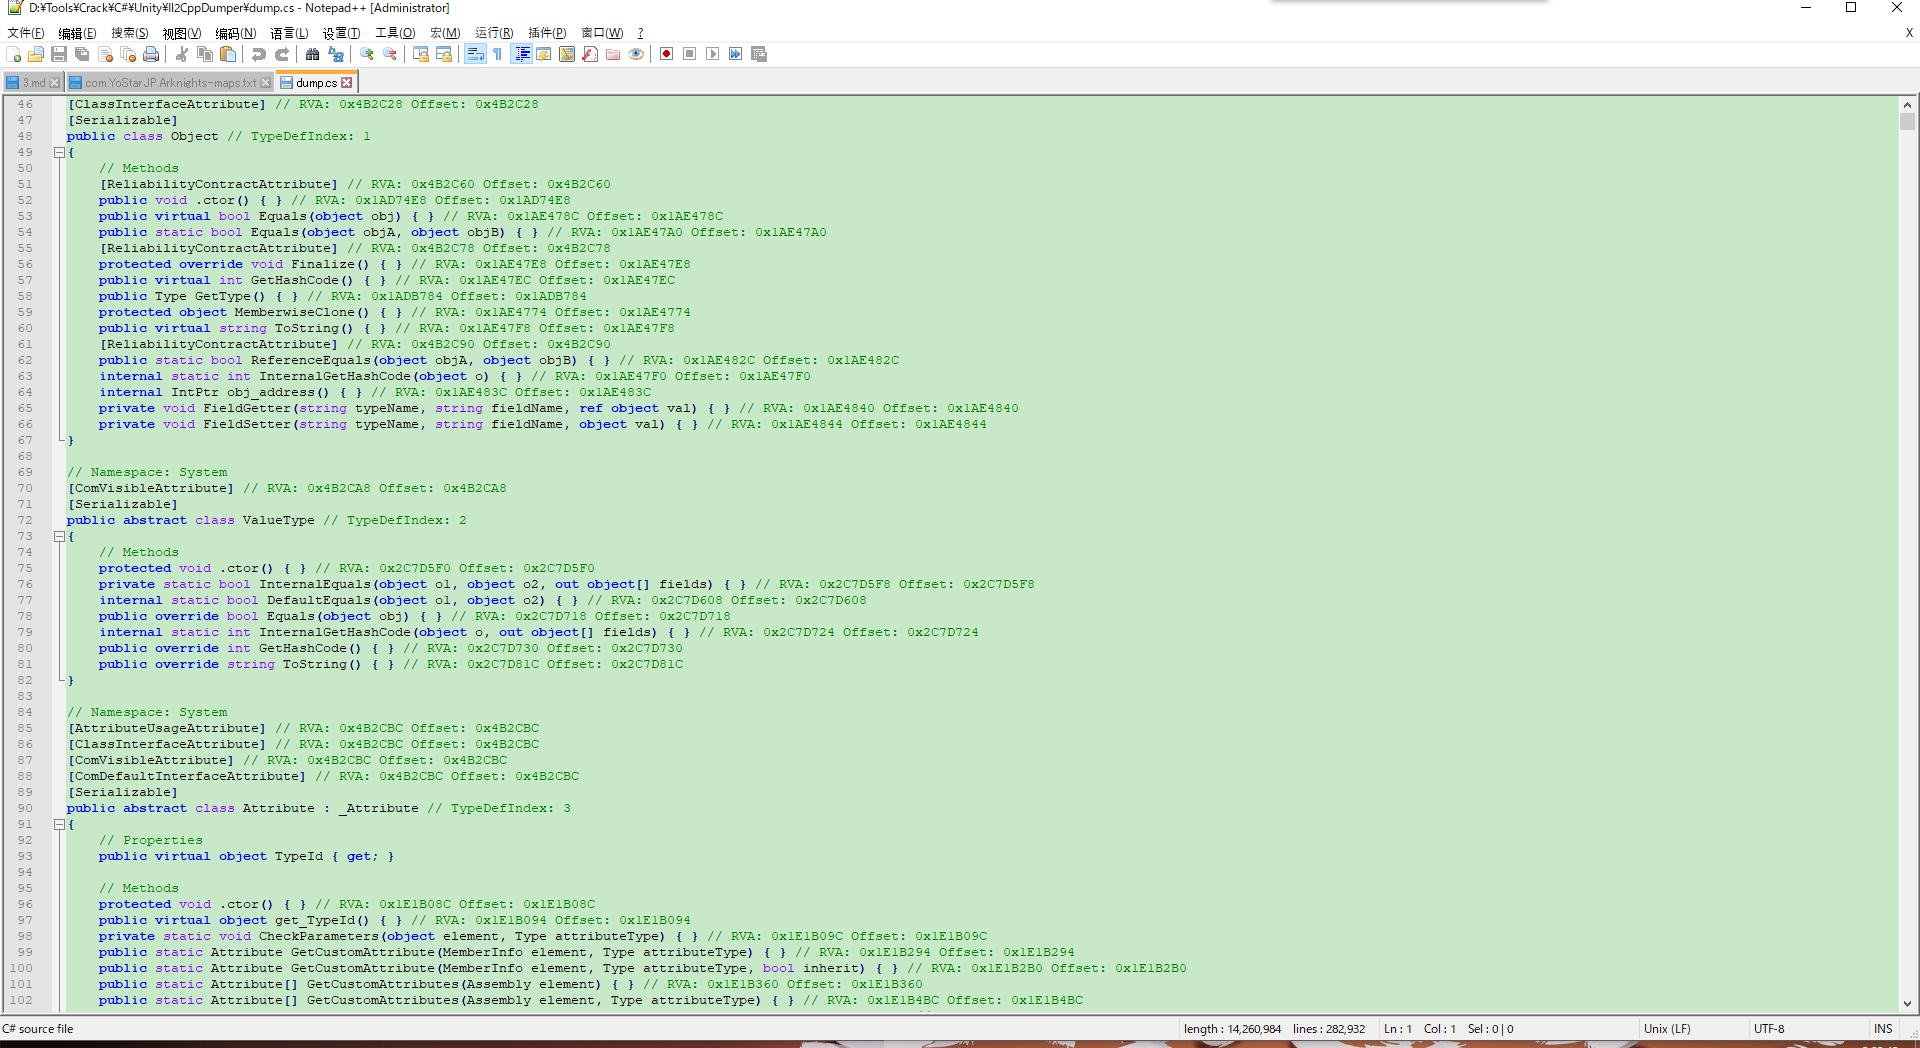 D:¥Tools¥Crack¥C#¥Unity¥Il2CppDumper¥dump.cs - Notepad++ [Administrator]
文件(F) 编辑(E) 搜索(S) 视图(V) 编码(N) 语言(L) 设置(T) 工具(O) 宏(M) 运行(R) 插件(P) 窗口(W) ? X
3.md com.YoStarJP.Arknights-maps.txt dump.cs
46 [ClassInterfaceAttribute] // RVA: 0x4B2C28 Offset: 0x4B2C28
47 [Serializable]
48 public class Object // TypeDefIndex: 1
49 {
50 // Methods
51 [ReliabilityContractAttribute] // RVA: 0x4B2C60 Offset: 0x4B2C60
52 public void .ctor() { } // RVA: 0x1AD74E8 Offset: 0x1AD74E8
53 public virtual bool Equals(object obj) { } // RVA: 0x1AE478C Offset: 0x1AE478C
54 public static bool Equals(object objA, object objB) { } // RVA: 0x1AE47A0 Offset: 0x1AE47A0
55 [ReliabilityContractAttribute] // RVA: 0x4B2C78 Offset: 0x4B2C78
56 protected override void Finalize() { } // RVA: 0x1AE47E8 Offset: 0x1AE47E8
57 public virtual int GetHashCode() { } // RVA: 0x1AE47EC Offset: 0x1AE47EC
58 public Type GetType() { } // RVA: 0x1ADB784 Offset: 0x1ADB784
59 protected object MemberwiseClone() { } // RVA: 0x1AE4774 Offset: 0x1AE4774
60 public virtual string ToString() { } // RVA: 0x1AE47F8 Offset: 0x1AE47F8
61 [ReliabilityContractAttribute] // RVA: 0x4B2C90 Offset: 0x4B2C90
62 public static bool ReferenceEquals(object objA, object objB) { } // RVA: 0x1AE482C Offset: 0x1AE482C
63 internal static int InternalGetHashCode(object o) { } // RVA: 0x1AE47F0 Offset: 0x1AE47F0
64 internal IntPtr obj_address() { } // RVA: 0x1AE483C Offset: 0x1AE483C
65 private void FieldGetter(string typeName, string fieldName, ref object val) { } // RVA: 0x1AE4840 Offset: 0x1AE4840
66 private void FieldSetter(string typeName, string fieldName, object val) { } // RVA: 0x1AE4844 Offset: 0x1AE4844
67 }
68
69 // Namespace: System
70 [ComVisibleAttribute] // RVA: 0x4B2CA8 Offset: 0x4B2CA8
71 [Serializable]
72 public abstract class ValueType // TypeDefIndex: 2
73 {
74 // Methods
75 protected void .ctor() { } // RVA: 0x2C7D5F0 Offset: 0x2C7D5F0
76 private static bool InternalEquals(object o1, object o2, out object[] fields) { } // RVA: 0x2C7D5F8 Offset: 0x2C7D5F8
77 internal static bool DefaultEquals(object o1, object o2) { } // RVA: 0x2C7D608 Offset: 0x2C7D608
78 public override bool Equals(object obj) { } // RVA: 0x2C7D718 Offset: 0x2C7D718
79 internal static int InternalGetHashCode(object o, out object[] fields) { } // RVA: 0x2C7D724 Offset: 0x2C7D724
80 public override int GetHashCode() { } // RVA: 0x2C7D730 Offset: 0x2C7D730
81 public override string ToString() { } // RVA: 0x2C7D81C Offset: 0x2C7D81C
82 }
83
84 // Namespace: System
85 [AttributeUsageAttribute] // RVA: 0x4B2CBC Offset: 0x4B2CBC
86 [ClassInterfaceAttribute] // RVA: 0x4B2CBC Offset: 0x4B2CBC
87 [ComVisibleAttribute] // RVA: 0x4B2CBC Offset: 0x4B2CBC
88 [ComDefaultInterfaceAttribute] // RVA: 0x4B2CBC Offset: 0x4B2CBC
89 [Serializable]
90 public abstract class Attribute : _Attribute // TypeDefIndex: 3
91 {
92 // Properties
93 public virtual object TypeId { get; }
94
95 // Methods
96 protected void .ctor() { } // RVA: 0x1E1B08C Offset: 0x1E1B08C
97 public virtual object get_TypeId() { } // RVA: 0x1E1B094 Offset: 0x1E1B094
98 private static void CheckParameters(object element, Type attributeType) { } // RVA: 0x1E1B09C Offset: 0x1E1B09C
99 public static Attribute GetCustomAttribute(MemberInfo element, Type attributeType) { } // RVA: 0x1E1B294 Offset: 0x1E1B294
100 public static Attribute GetCustomAttribute(MemberInfo element, Type attributeType, bool inherit) { } // RVA: 0x1E1B2B0 Offset: 0x1E1B2B0
101 public static Attribute[] GetCustomAttributes(Assembly element) { } // RVA: 0x1E1B360 Offset: 0x1E1B360
102 public static Attribute[] GetCustomAttributes(Assembly element, Type attributeType) { } // RVA: 0x1E1B4BC Offset: 0x1E1B4BC
C# source file length : 14,260,984 lines : 282,932 Ln : 1 Col : 1 Sel : 0 | 0 Unix (LF) UTF-8 INS